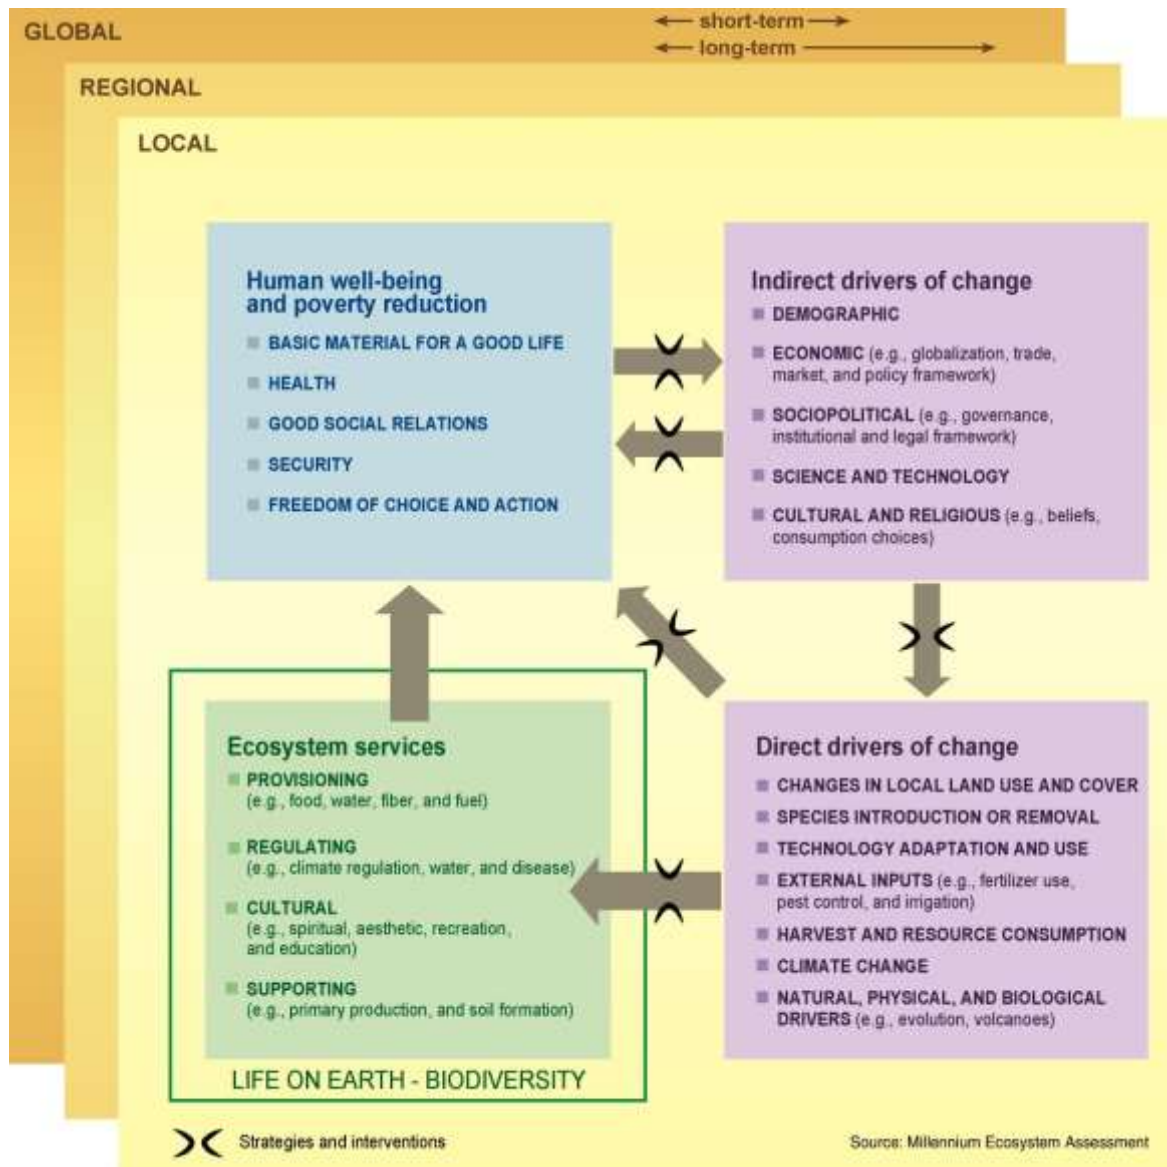 GLOBAL
short-term
long-term
REGIONAL
LOCAL
Human well-being
and poverty reduction
BASIC MATERIAL FOR A GOOD LIFE
HEALTH
GOOD SOCIAL RELATIONS
SECURITY
FREEDOM OF CHOICE AND ACTION
Indirect drivers of change
DEMOGRAPHIC
ECONOMIC (e.g., globalization, trade,
market, and policy framework)
SOCIOPOLITICAL (e.g., governance,
institutional and legal framework)
SCIENCE AND TECHNOLOGY
CULTURAL AND RELIGIOUS (e.g., beliefs,
consumption choices)
Ecosystem services
PROVISIONING
(e.g., food, water, fiber, and fuel)
REGULATING
(e.g., climate regulation, water, and disease)
CULTURAL
(e.g., spiritual, aesthetic, recreation,
and education)
SUPPORTING
(e.g., primary production, and soil formation)
LIFE ON EARTH - BIODIVERSITY
Direct drivers of change
CHANGES IN LOCAL LAND USE AND COVER
SPECIES INTRODUCTION OR REMOVAL
TECHNOLOGY ADAPTATION AND USE
EXTERNAL INPUTS (e.g., fertilizer use,
pest control, and irrigation)
HARVEST AND RESOURCE CONSUMPTION
CLIMATE CHANGE
NATURAL, PHYSICAL, AND BIOLOGICAL
DRIVERS (e.g., evolution, volcanoes)
Strategies and interventions
Source: Millennium Ecosystem Assessment